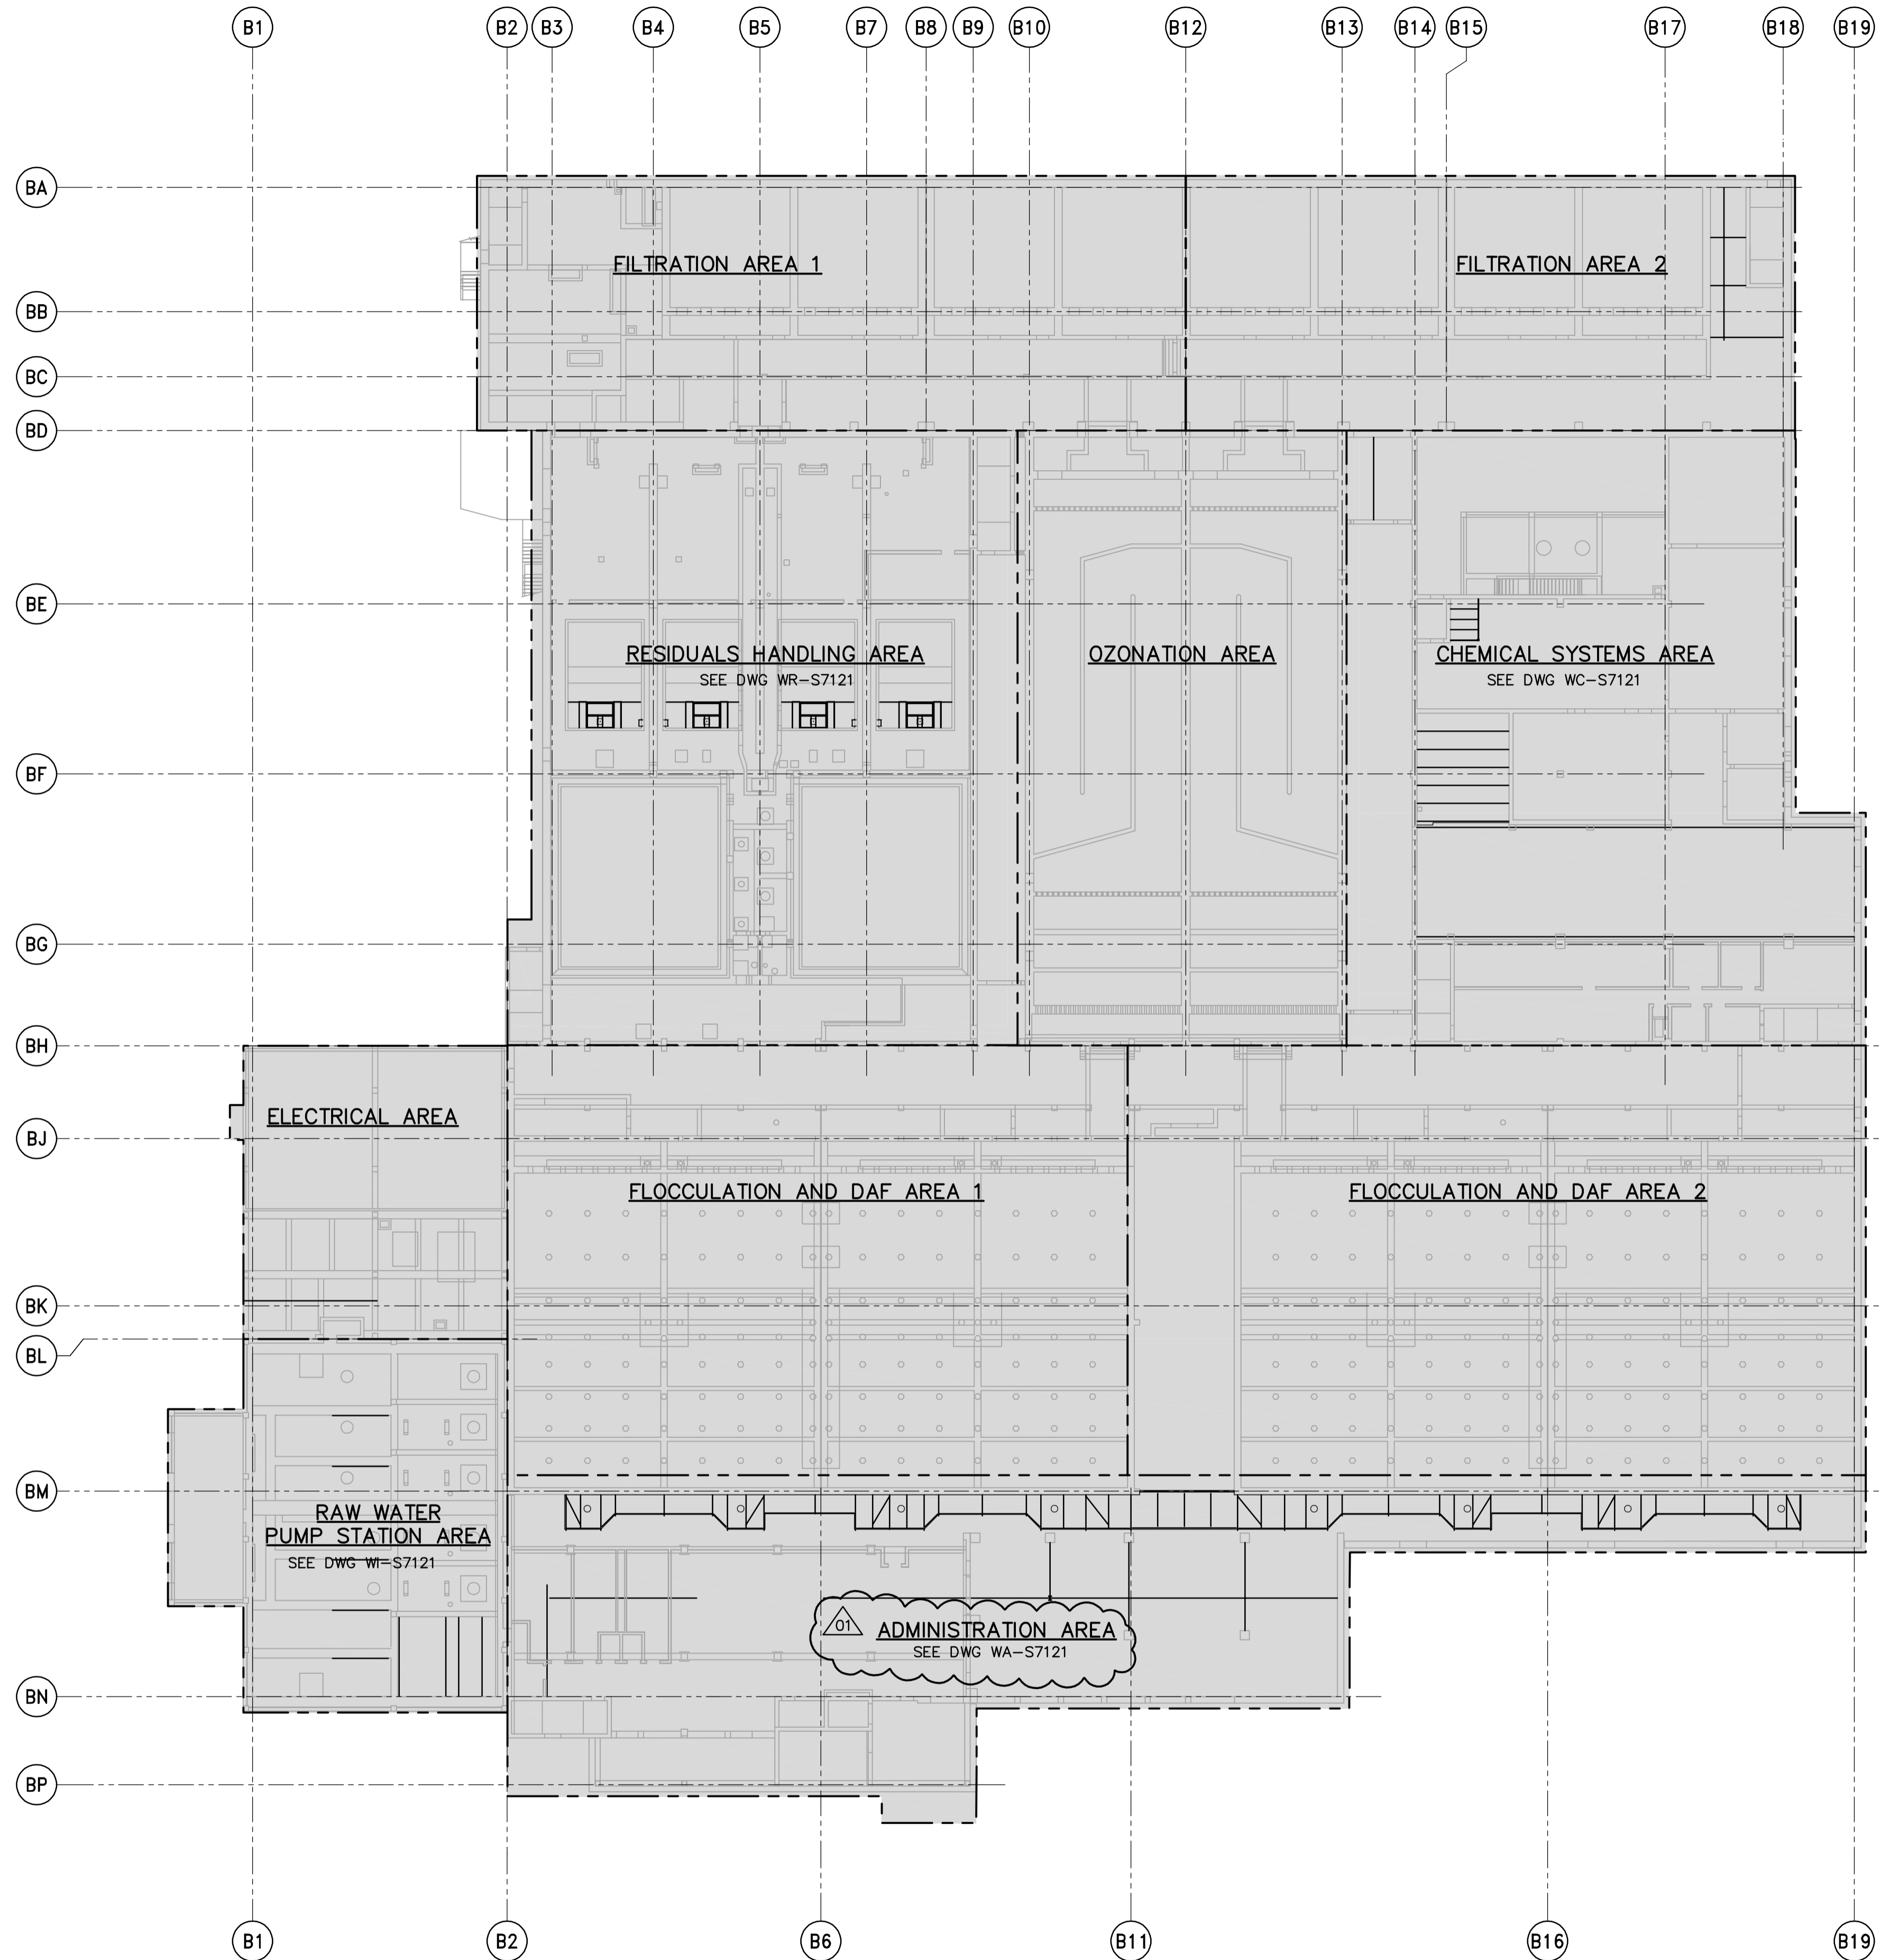 B1 B2 B3 B4 B5 B7 B8 B9 B10 B12 B13 B14 B15 B17 B18 B19
BA
FILTRATION AREA 1 FILTRATION AREA 2
BB
BC
BD
BE
RESIDUALS HANDLING AREA OZONATION AREA CHEMICAL SYSTEMS AREA
SEE DWG WR-S7121 SEE DWG WC-S7121
BF
BG
BH
ELECTRICAL AREA
BJ
FLOCCULATION AND DAF AREA 1 FLOCCULATION AND DAF AREA 2
BK
BL
BM
RAW WATER
PUMP STATION AREA
SEE DWG WI-S7121
01 ADMINISTRATION AREA
SEE DWG WA-S7121
BN
BP
B1 B2 B6 B11 B16 B19